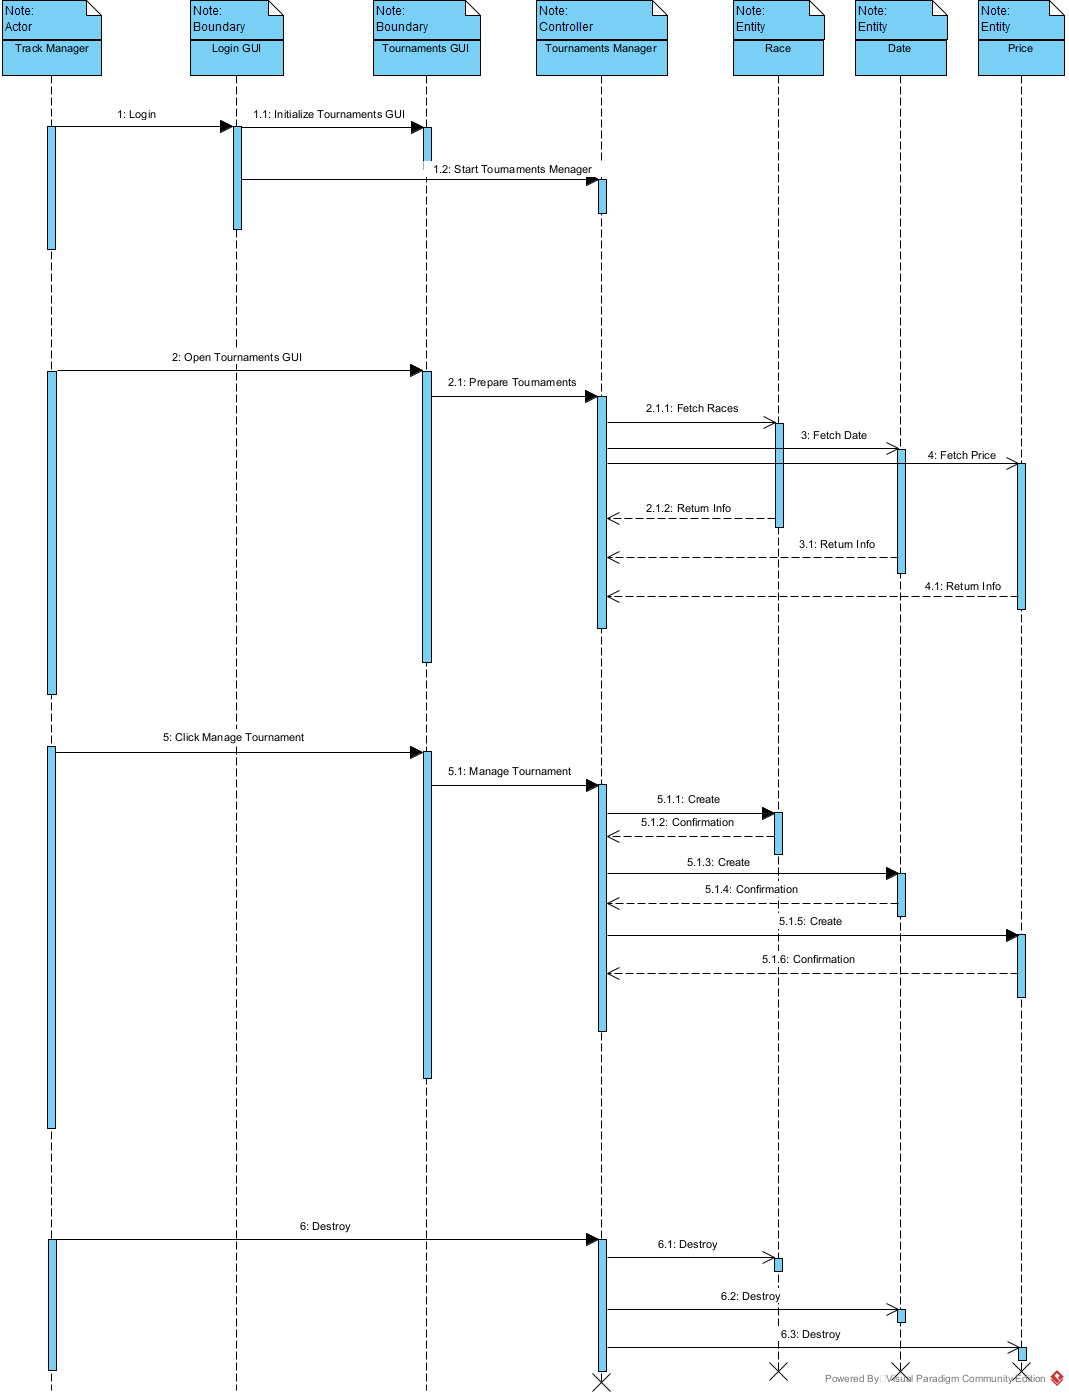 Note:
Actor
Track Manager
Note:
Boundary
Login GUI
Note:
Boundary
Tournaments GUI
Note:
Controller
Tournaments Manager
Note:
Entity
Race
Note:
Entity
Date
Note:
Entity
Price
1: Login
1.1: Initialize Tournaments GUI
1.2: Start Tournaments Menager
2: Open Tournaments GUI
2.1: Prepare Tournaments
2.1.1: Fetch Races
3: Fetch Date
4: Fetch Price
2.1.2: Return Info
3.1: Return Info
4.1: Return Info
5: Click Manage Tournament
5.1: Manage Tournament
5.1.1: Create
5.1.2: Confirmation
5.1.3: Create
5.1.4: Confirmation
5.1.5: Create
5.1.6: Confirmation
6: Destroy
6.1: Destroy
6.2: Destroy
6.3: Destroy
Powered By Visual Paradigm Community Edition